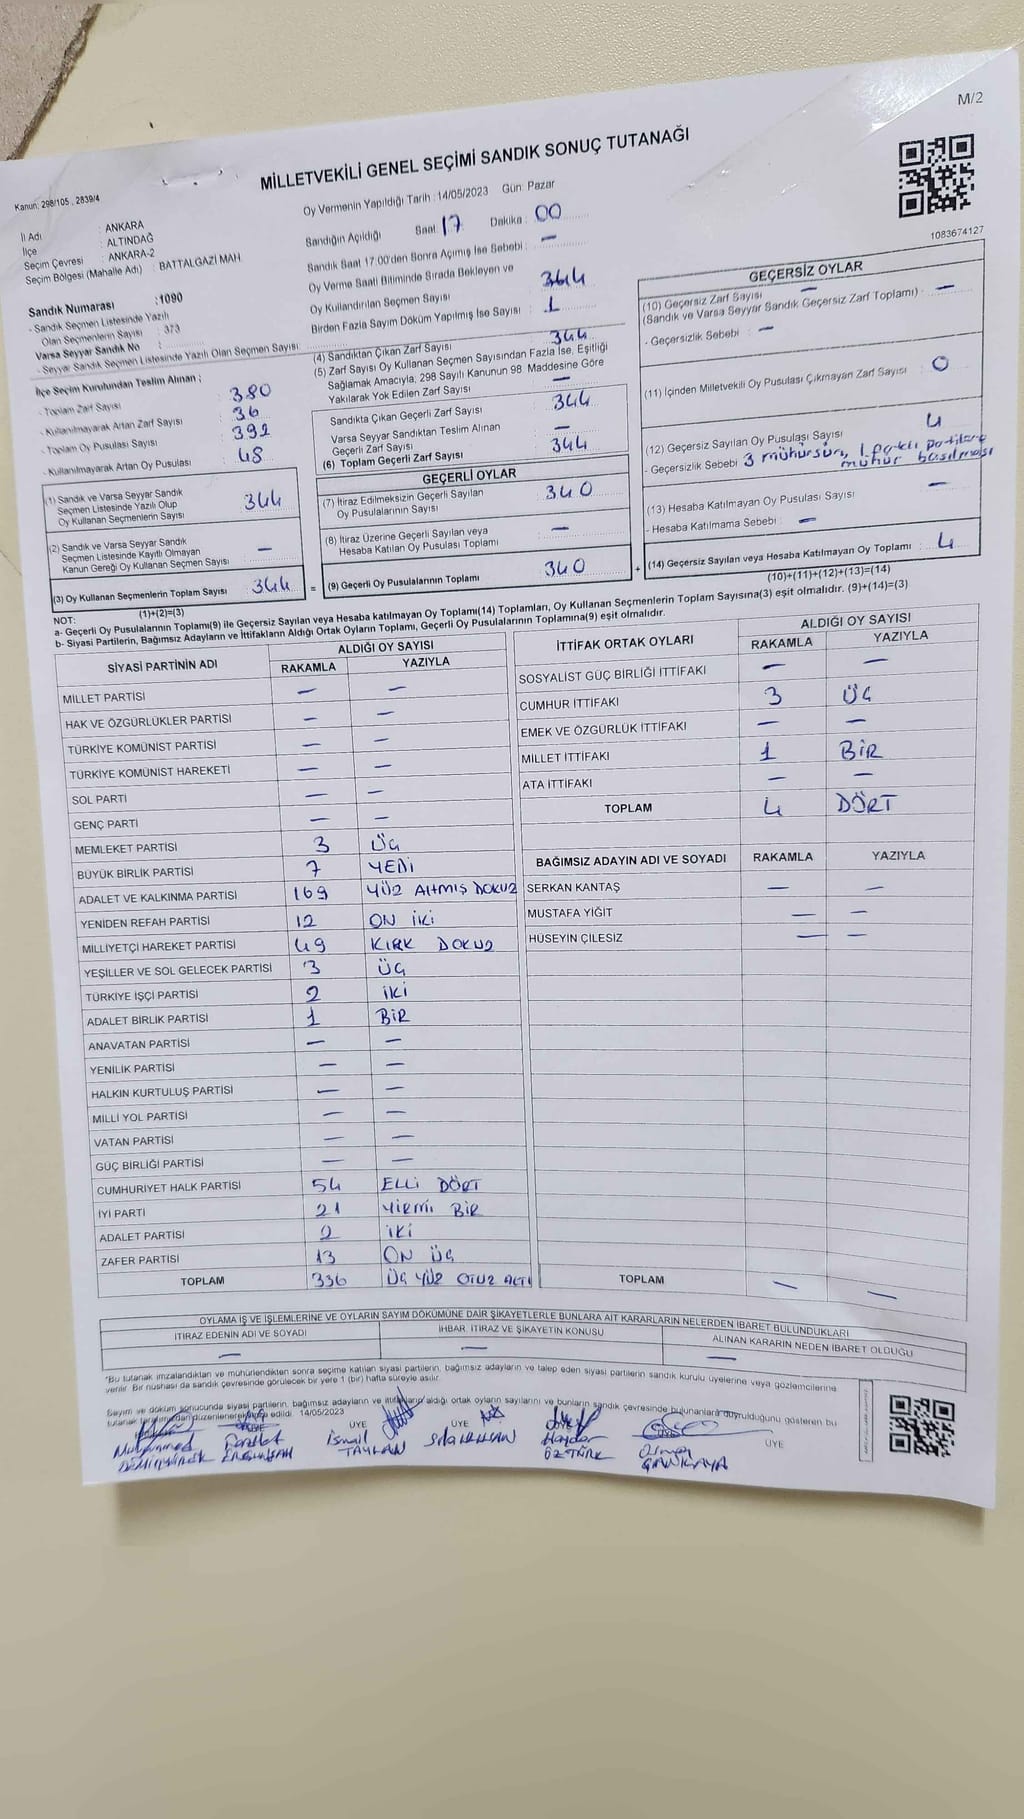 M/2
MİLLETVEKİLİ GENEL SEÇİMİ SANDIK SONUÇ TUTANAĞI
Kanun: 298/105 , 2839/4
1083674127
İl Adı : ANKARA
İlçe : ALTINDAĞ
Seçim Çevresi : ANKARA-2
Seçim Bölgesi (Mahalle Adı) : BATTALGAZİ MAH
Sandık Numarası :1090
- Sandık Seçmen Listesinde Yazılı
Olan Seçmenlerin Sayısı : 373
Varsa Seyyar Sandık No :
- Seyyar Sandık Seçmen Listesinde Yazılı Olan Seçmen Sayısı:
Oy Vermenin Yapıldığı Tarih : 14/05/2023 Gün: Pazar
Sandığın Açıldığı Saat : 17 Dakika : 00
Sandık Saat 17:00'den Sonra Açımış İse Sebebi : —
Oy Verme Saati Bitiminde Sırada Bekleyen ve
Oy Kullandırılan Seçmen Sayısı 344
Birden Fazla Sayım Döküm Yapılmış İse Sayısı : 1
İlçe Seçim Kurulundan Teslim Alınan ;
- Toplam Zarf Sayısı 380
- Kullanılmayarak Artan Zarf Sayısı 36
- Toplam Oy Pusulası Sayısı 392
- Kullanılmayarak Artan Oy Pusulası 48
(1) Sandık ve Varsa Seyyar Sandık
Seçmen Listesinde Yazılı Olup
Oy Kullanan Seçmenlerin Sayısı 344
(2) Sandık ve Varsa Seyyar Sandık
Seçmen Listesinde Kayıtlı Olmayan
Kanun Gereği Oy Kullanan Seçmen Sayısı —
(3) Oy Kullanan Seçmenlerin Toplam Sayısı 344 =
(1)+(2)=(3)
(4) Sandıktan Çıkan Zarf Sayısı 344
(5) Zarf Sayısı Oy Kullanan Seçmen Sayısından Fazla İse, Eşitliği
Sağlamak Amacıyla, 298 Sayılı Kanunun 98 Maddesine Göre
Yakılarak Yok Edilen Zarf Sayısı —
Sandıkta Çıkan Geçerli Zarf Sayısı 344
Varsa Seyyar Sandıktan Teslim Alınan
Geçerli Zarf Sayısı —
(6) Toplam Geçerli Zarf Sayısı 344
GEÇERLİ OYLAR
(7) İtiraz Edilmeksizin Geçerli Sayılan
Oy Pusulalarının Sayısı 340
(8) İtiraz Üzerine Geçerli Sayılan veya
Hesaba Katılan Oy Pusulası Toplamı —
(9) Geçerli Oy Pusulalarının Toplamı 340 +
GEÇERSİZ OYLAR
(10) Geçersiz Zarf Sayısı —
(Sandık ve Varsa Seyyar Sandık Geçersiz Zarf Toplamı) : —
- Geçersizlik Sebebi : —
(11) İçinden Milletvekili Oy Pusulası Çıkmayan Zarf Sayısı 0
(12) Geçersiz Sayılan Oy Pusulası Sayısı 4
- Geçersizlik Sebebi 3 mühürsüz, 1 farklı partilere
mühür basılması
(13) Hesaba Katılmayan Oy Pusulası Sayısı —
- Hesaba Katılmama Sebebi : —
(14) Geçersiz Sayılan veya Hesaba Katılmayan Oy Toplamı : 4
(10)+(11)+(12)+(13)=(14)
NOT:
a- Geçerli Oy Pusulalarının Toplamı(9) ile Geçersiz Sayılan veya Hesaba katılmayan Oy Toplamı(14) Toplamları, Oy Kullanan Seçmenlerin Toplam Sayısına(3) eşit olmalıdır. (9)+(14)=(3)
b- Siyasi Partilerin, Bağımsız Adayların ve İttifakların Aldığı Ortak Oyların Toplamı, Geçerli Oy Pusulalarının Toplamına(9) eşit olmalıdır.
SİYASİ PARTİNİN ADI ALDIĞI OY SAYISI
RAKAMLA YAZIYLA
MİLLET PARTİSİ — —
HAK VE ÖZGÜRLÜKLER PARTİSİ — —
TÜRKİYE KOMÜNİST PARTİSİ — —
TÜRKİYE KOMÜNİST HAREKETİ — —
SOL PARTİ — —
GENÇ PARTİ — —
MEMLEKET PARTİSİ 3 ÜÇ
BÜYÜK BİRLİK PARTİSİ 7 YEDİ
ADALET VE KALKINMA PARTİSİ 169 YÜZ ALTMIŞ DOKUZ
YENİDEN REFAH PARTİSİ 12 ON İKİ
MİLLİYETÇİ HAREKET PARTİSİ 49 KIRK DOKUZ
YEŞİLLER VE SOL GELECEK PARTİSİ 3 ÜÇ
TÜRKİYE İŞÇİ PARTİSİ 2 İKİ
ADALET BİRLİK PARTİSİ 1 BİR
ANAVATAN PARTİSİ — —
YENİLİK PARTİSİ — —
HALKIN KURTULUŞ PARTİSİ — —
MİLLİ YOL PARTİSİ — —
VATAN PARTİSİ — —
GÜÇ BİRLİĞİ PARTİSİ — —
CUMHURİYET HALK PARTİSİ 54 ELLİ DÖRT
İYİ PARTİ 21 YİRMİ BİR
ADALET PARTİSİ 2 İKİ
ZAFER PARTİSİ 13 ON ÜÇ
TOPLAM 336 ÜÇ YÜZ OTUZ ALTI
İTTİFAK ORTAK OYLARI ALDIĞI OY SAYISI
RAKAMLA YAZIYLA
SOSYALİST GÜÇ BİRLİĞİ İTTİFAKI — —
CUMHUR İTTİFAKI 3 ÜÇ
EMEK VE ÖZGÜRLÜK İTTİFAKI — —
MİLLET İTTİFAKI 1 BİR
ATA İTTİFAKI — —
TOPLAM 4 DÖRT
BAĞIMSIZ ADAYIN ADI VE SOYADI RAKAMLA YAZIYLA
SERKAN KANTAŞ — —
MUSTAFA YİĞİT — —
HÜSEYİN ÇİLESİZ — —
TOPLAM — —
OYLAMA İŞ VE İŞLEMLERİNE VE OYLARIN SAYIM DÖKÜMÜNE DAİR ŞİKAYETLERLE BUNLARA AİT KARARLARIN NELERDEN İBARET BULUNDUKLARI
İTİRAZ EDENİN ADI VE SOYADI İHBAR, İTİRAZ VE ŞİKAYETİN KONUSU ALINAN KARARIN NEDEN İBARET OLDUĞU
— — —
*Bu tutanak imzalandıktan ve mühürlendikten sonra seçime katılan siyasi partilerin, bağımsız adayların ve talep eden siyasi partilerin sandık kurulu üyelerine veya gözlemcilerine
verilir. Bir nüshası da sandık çevresinde görülecek bir yere 1 (bir) hafta süreyle asılır.
Sayım ve döküm sonucunda siyasi partilerin, bağımsız adayların ve ittifakların aldığı ortak oyların sayılarını ve bunların sandık çevresinde bulunanlara duyrulduğunu gösteren bu
tutanak tarafımızdan düzenlenerek edildi 14/05/2023
ÜYE ÜYE ÜYE
Muhammed İsmail Haydar
TAYLAN ÖZTÜRK